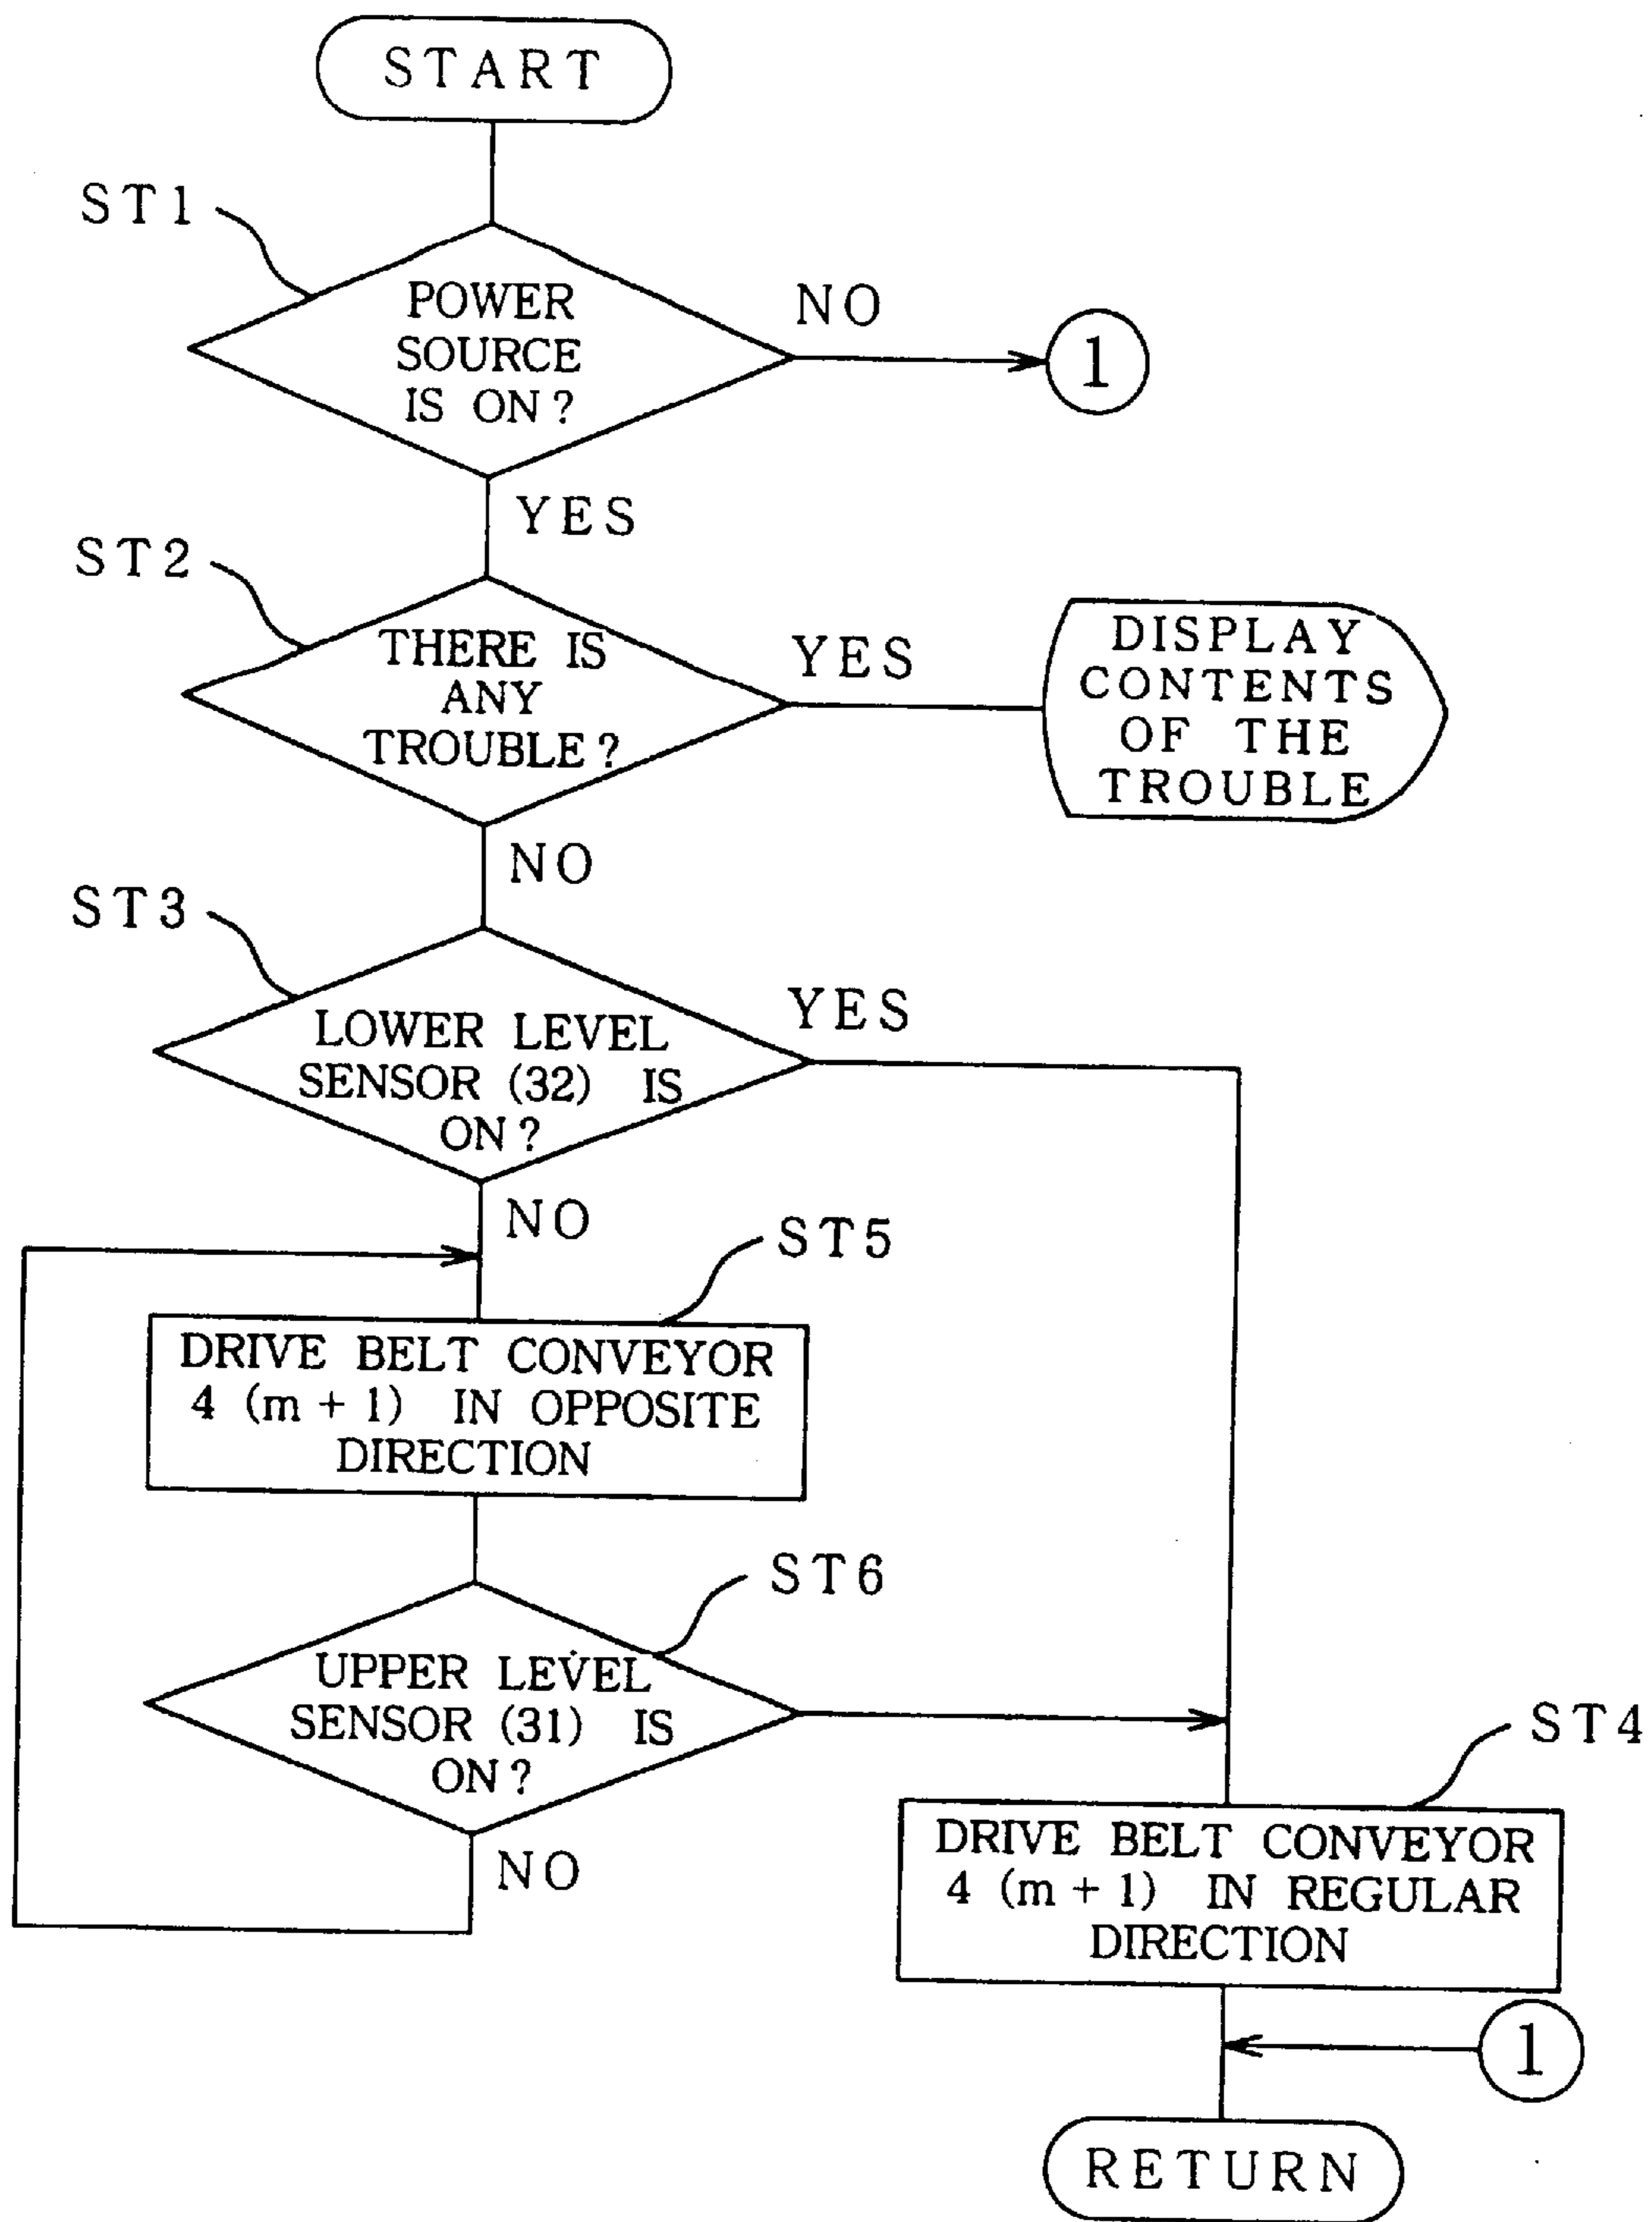 START
ST1
POWER
SOURCE
IS ON?
NO
1
YES
ST2
THERE IS
ANY
TROUBLE?
YES
DISPLAY
CONTENTS
OF THE
TROUBLE
NO
ST3
LOWER LEVEL
SENSOR (32) IS
ON?
YES
NO
ST5
DRIVE BELT CONVEYOR
4 (m + 1) IN OPPOSITE
DIRECTION
ST6
UPPER LEVEL
SENSOR (31) IS
ON?
NO
ST4
DRIVE BELT CONVEYOR
4 (m + 1) IN REGULAR
DIRECTION
1
RETURN